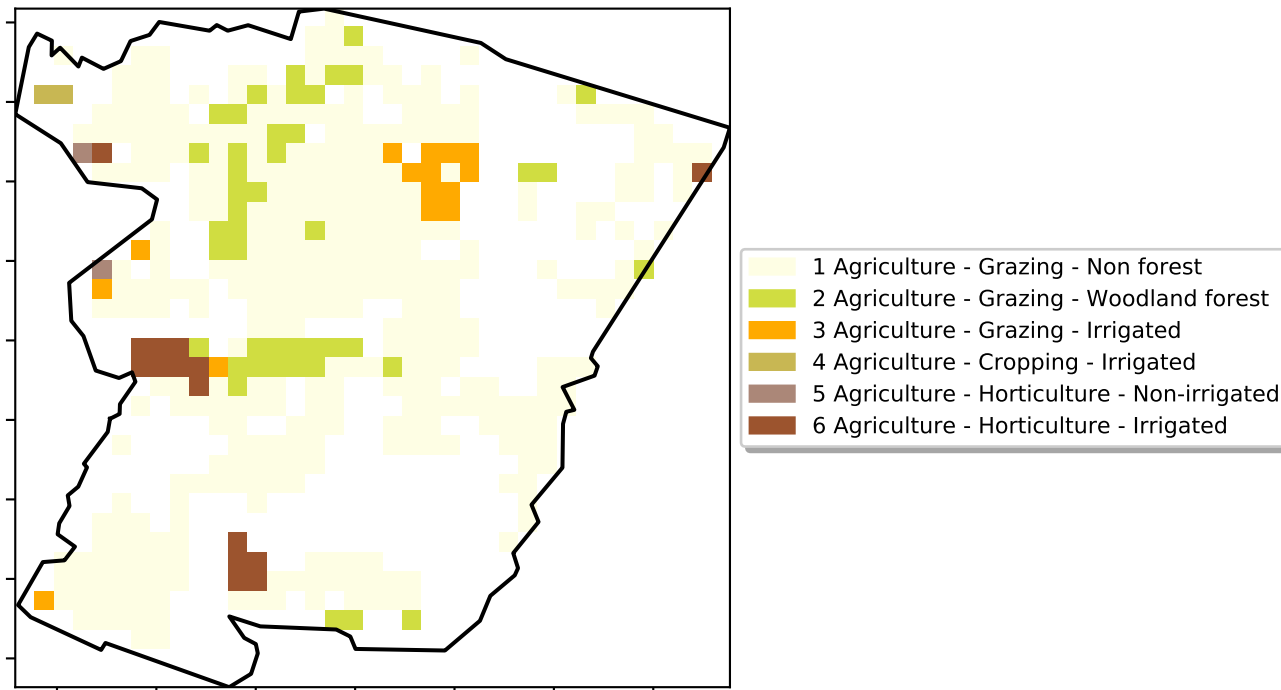 1 Agriculture - Grazing - Non forest
2 Agriculture - Grazing - Woodland forest
3 Agriculture - Grazing - Irrigated
4 Agriculture - Cropping - Irrigated
5 Agriculture - Horticulture - Non-irrigated
6 Agriculture - Horticulture - Irrigated